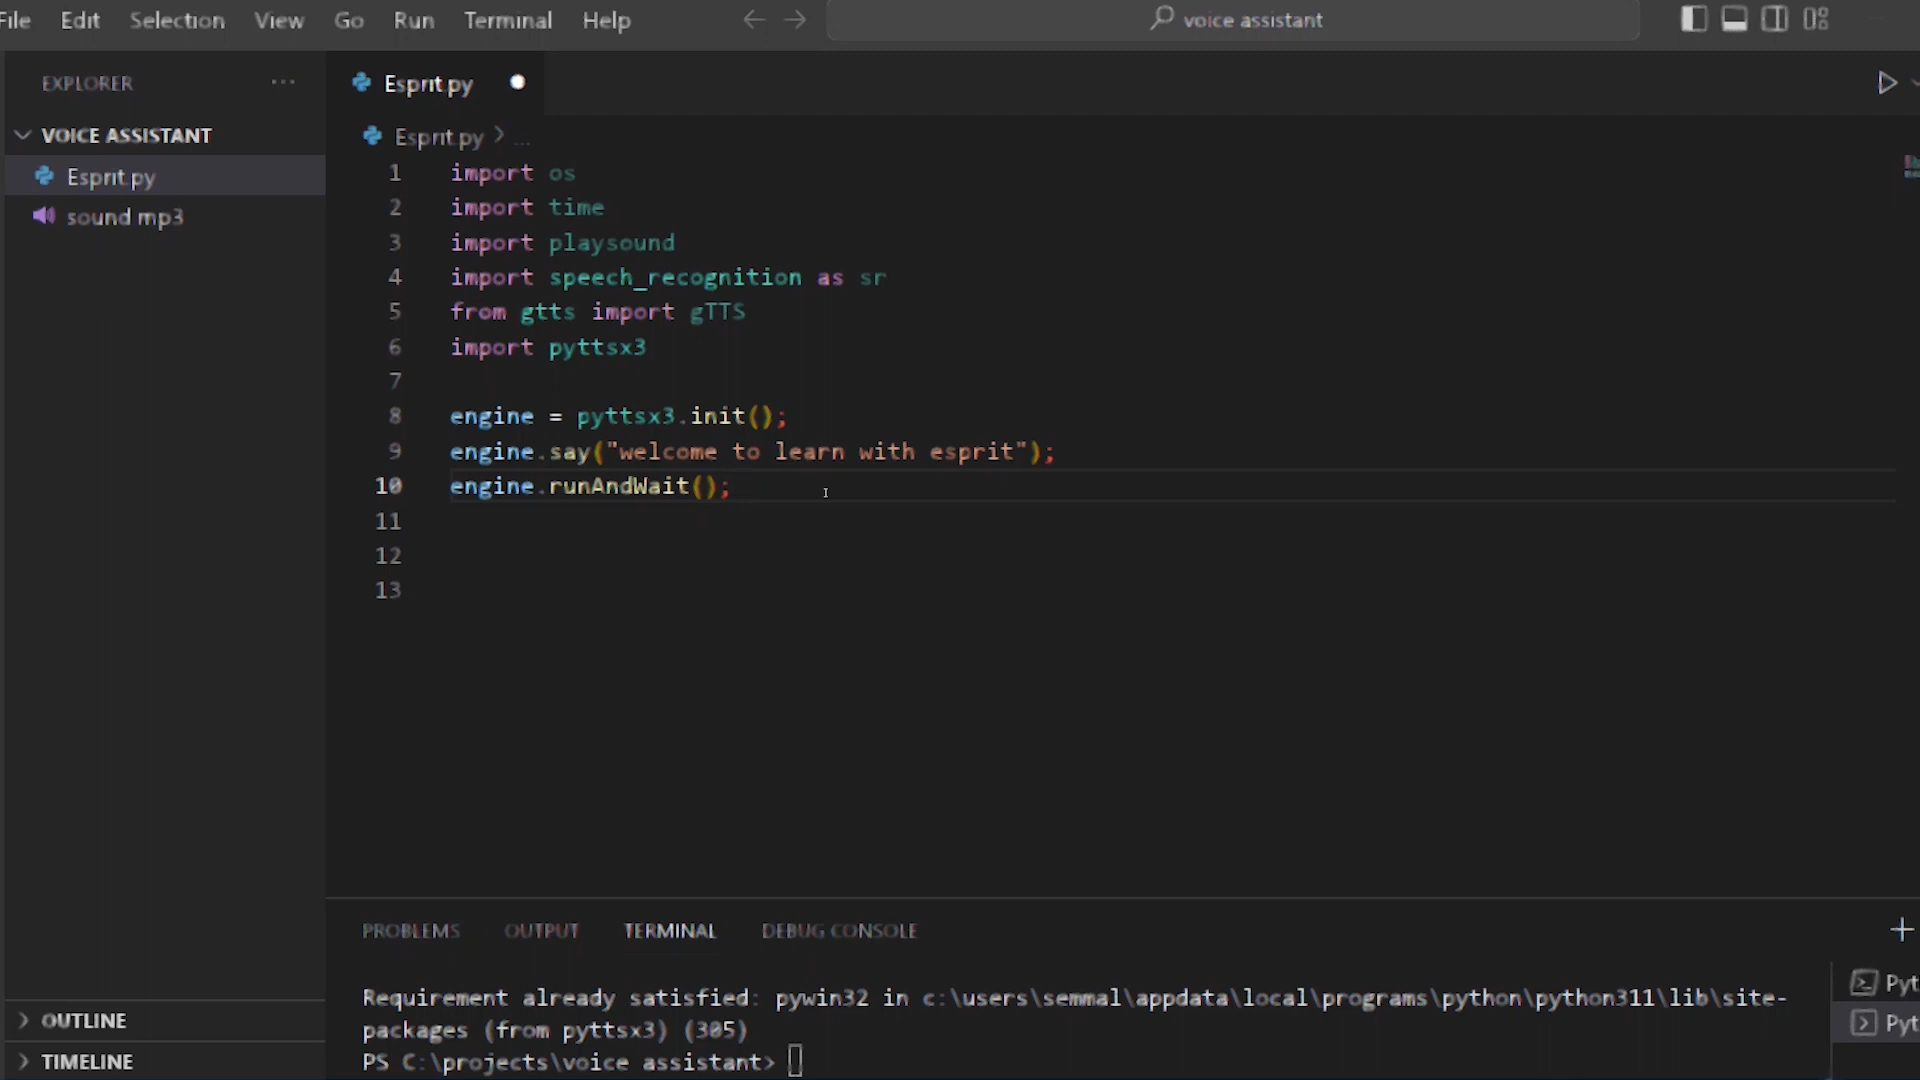 File Edit Selection View Go Run Terminal Help voice assistant
EXPLORER
VOICE ASSISTANT
Esprit.py
sound mp3
OUTLINE
TIMELINE
Esprit.py
Esprit.py > ...
1 import os
2 import time
3 import playsound
4 import speech_recognition as sr
5 from gtts import gTTS
6 import pyttsx3
7
8 engine = pyttsx3.init();
9 engine.say("welcome to learn with esprit");
10 engine.runAndWait();
11
12
13
PROBLEMS OUTPUT TERMINAL DEBUG CONSOLE
Requirement already satisfied: pywin32 in c:\users\semmal\appdata\local\programs\python\python311\lib\site-
packages (from pyttsx3) (305)
PS C:\projects\voice assistant>
Pyt
Pyt